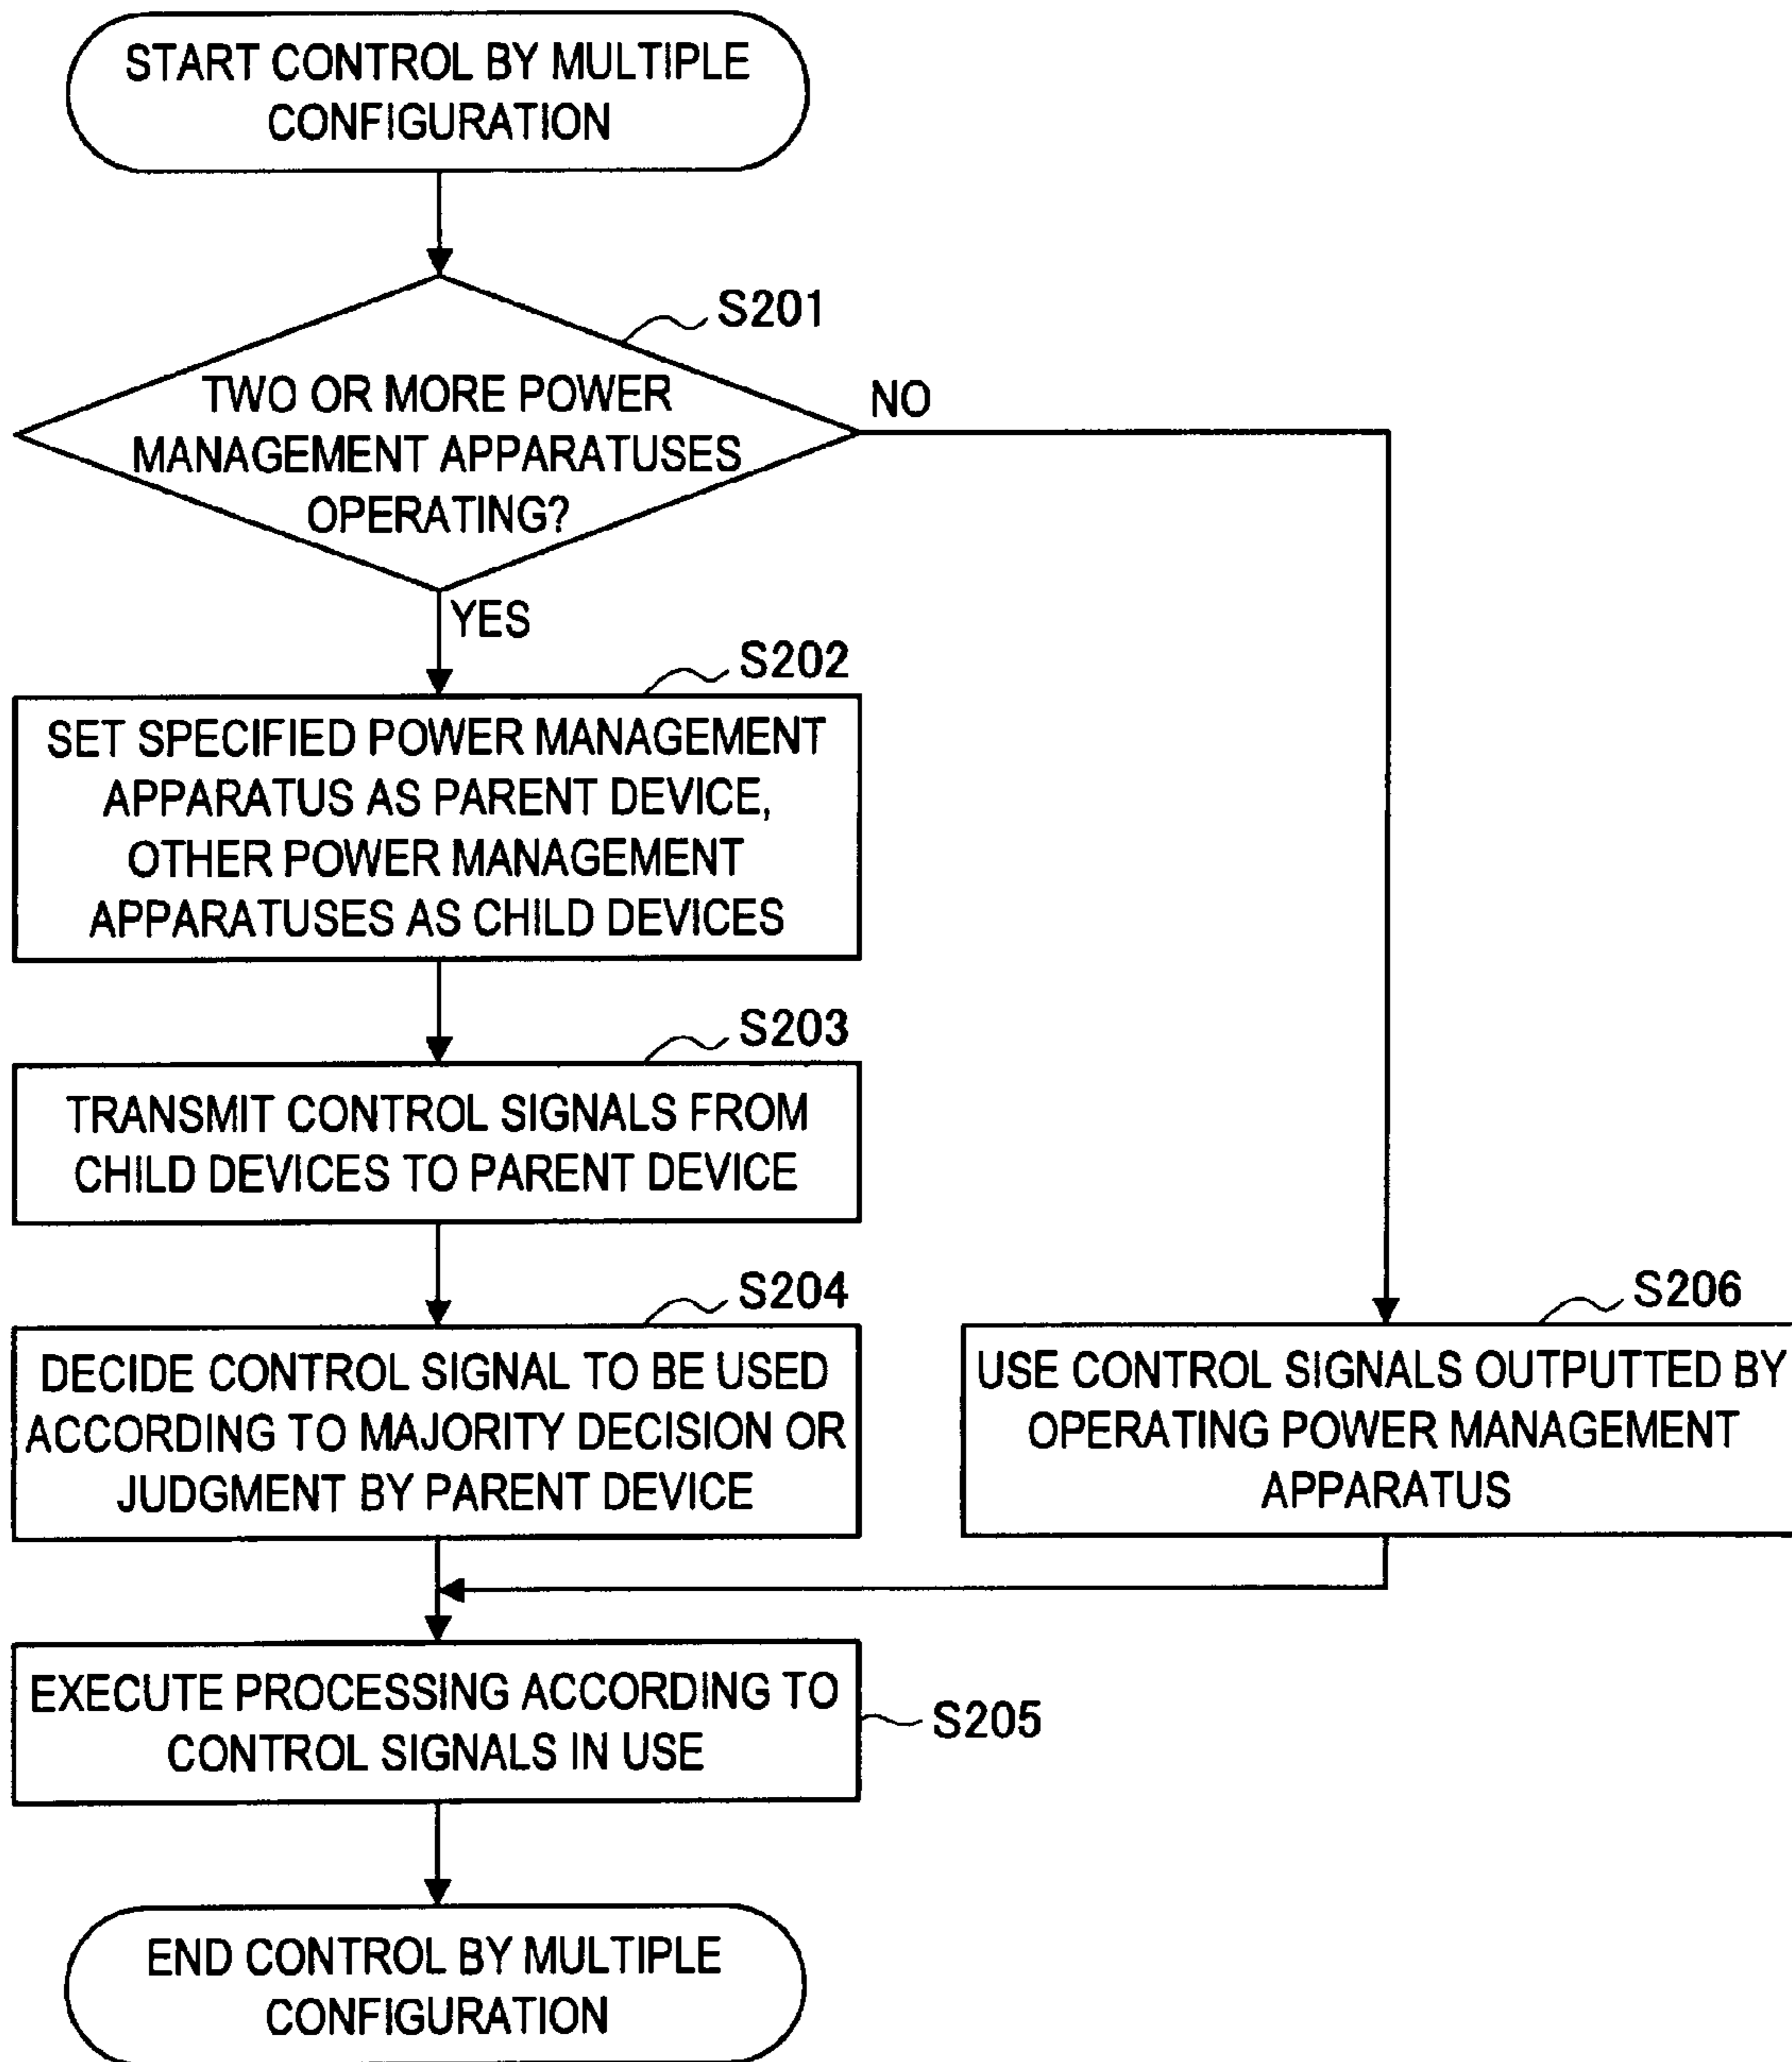 START CONTROL BY MULTIPLE
CONFIGURATION
S201
TWO OR MORE POWER
MANAGEMENT APPARATUSES
OPERATING?
NO
YES
S202
SET SPECIFIED POWER MANAGEMENT
APPARATUS AS PARENT DEVICE,
OTHER POWER MANAGEMENT
APPARATUSES AS CHILD DEVICES
S203
TRANSMIT CONTROL SIGNALS FROM
CHILD DEVICES TO PARENT DEVICE
S204
DECIDE CONTROL SIGNAL TO BE USED
ACCORDING TO MAJORITY DECISION OR
JUDGMENT BY PARENT DEVICE
S206
USE CONTROL SIGNALS OUTPUTTED BY
OPERATING POWER MANAGEMENT
APPARATUS
EXECUTE PROCESSING ACCORDING TO
CONTROL SIGNALS IN USE
S205
END CONTROL BY MULTIPLE
CONFIGURATION